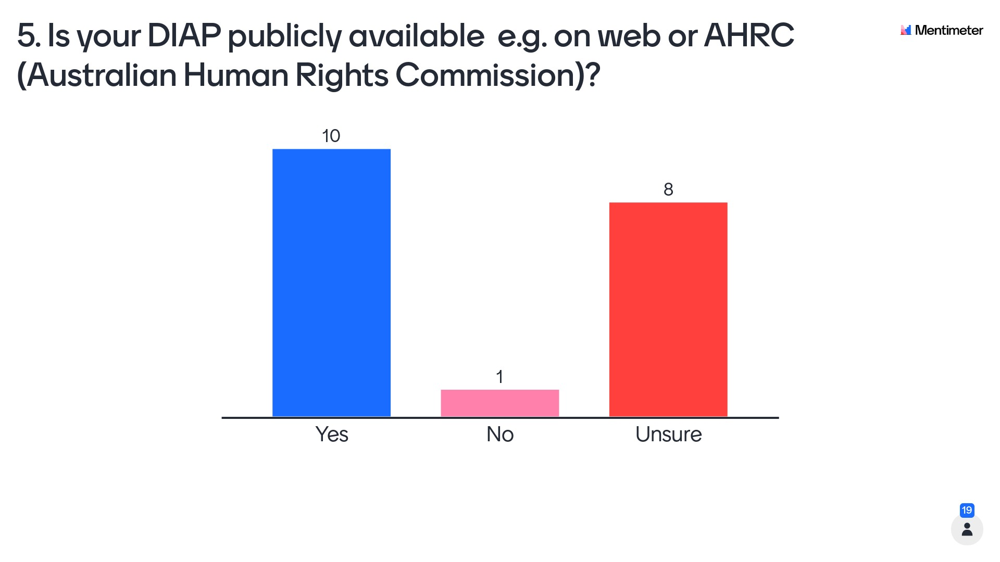 5. Is your DIAP publicly available  e.g. on web or AHRC
(Australian Human Rights Commission)?
Mentimeter
10
8
1
Yes
No
Unsure
19